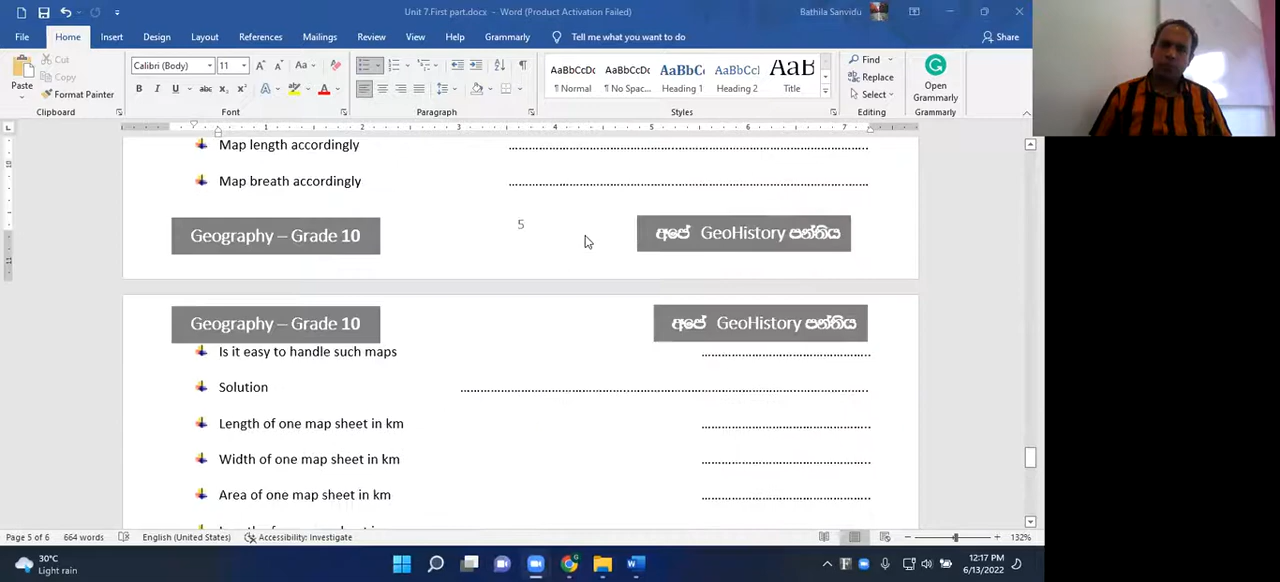 Unit 7.First part.docx - Word (Product Activation Failed)
Bathila Sanvidu
File Home Insert Design Layout References Mailings Review View Help Grammarly Tell me what you want to do
Share
Cut
Copy
Format Painter
Paste
Calibri (Body) 11
AaBbCcDc AaBbCcDc AaBbC AaBbCcI AaB
¶ Normal ¶ No Spac... Heading 1 Heading 2 Title
Find
Replace
Select
Open
Grammarly
Clipboard Font Paragraph Styles Editing Grammarly
Map length accordingly
Map breath accordingly
5
Geography – Grade 10
අපේ GeoHistory පන්තිය
Geography – Grade 10
අපේ GeoHistory පන්තිය
Is it easy to handle such maps
Solution
Length of one map sheet in km
Width of one map sheet in km
Area of one map sheet in km
Page 5 of 6 664 words English (United States) Accessibility: Investigate 132%
30°C
Light rain
12:17 PM
6/13/2022